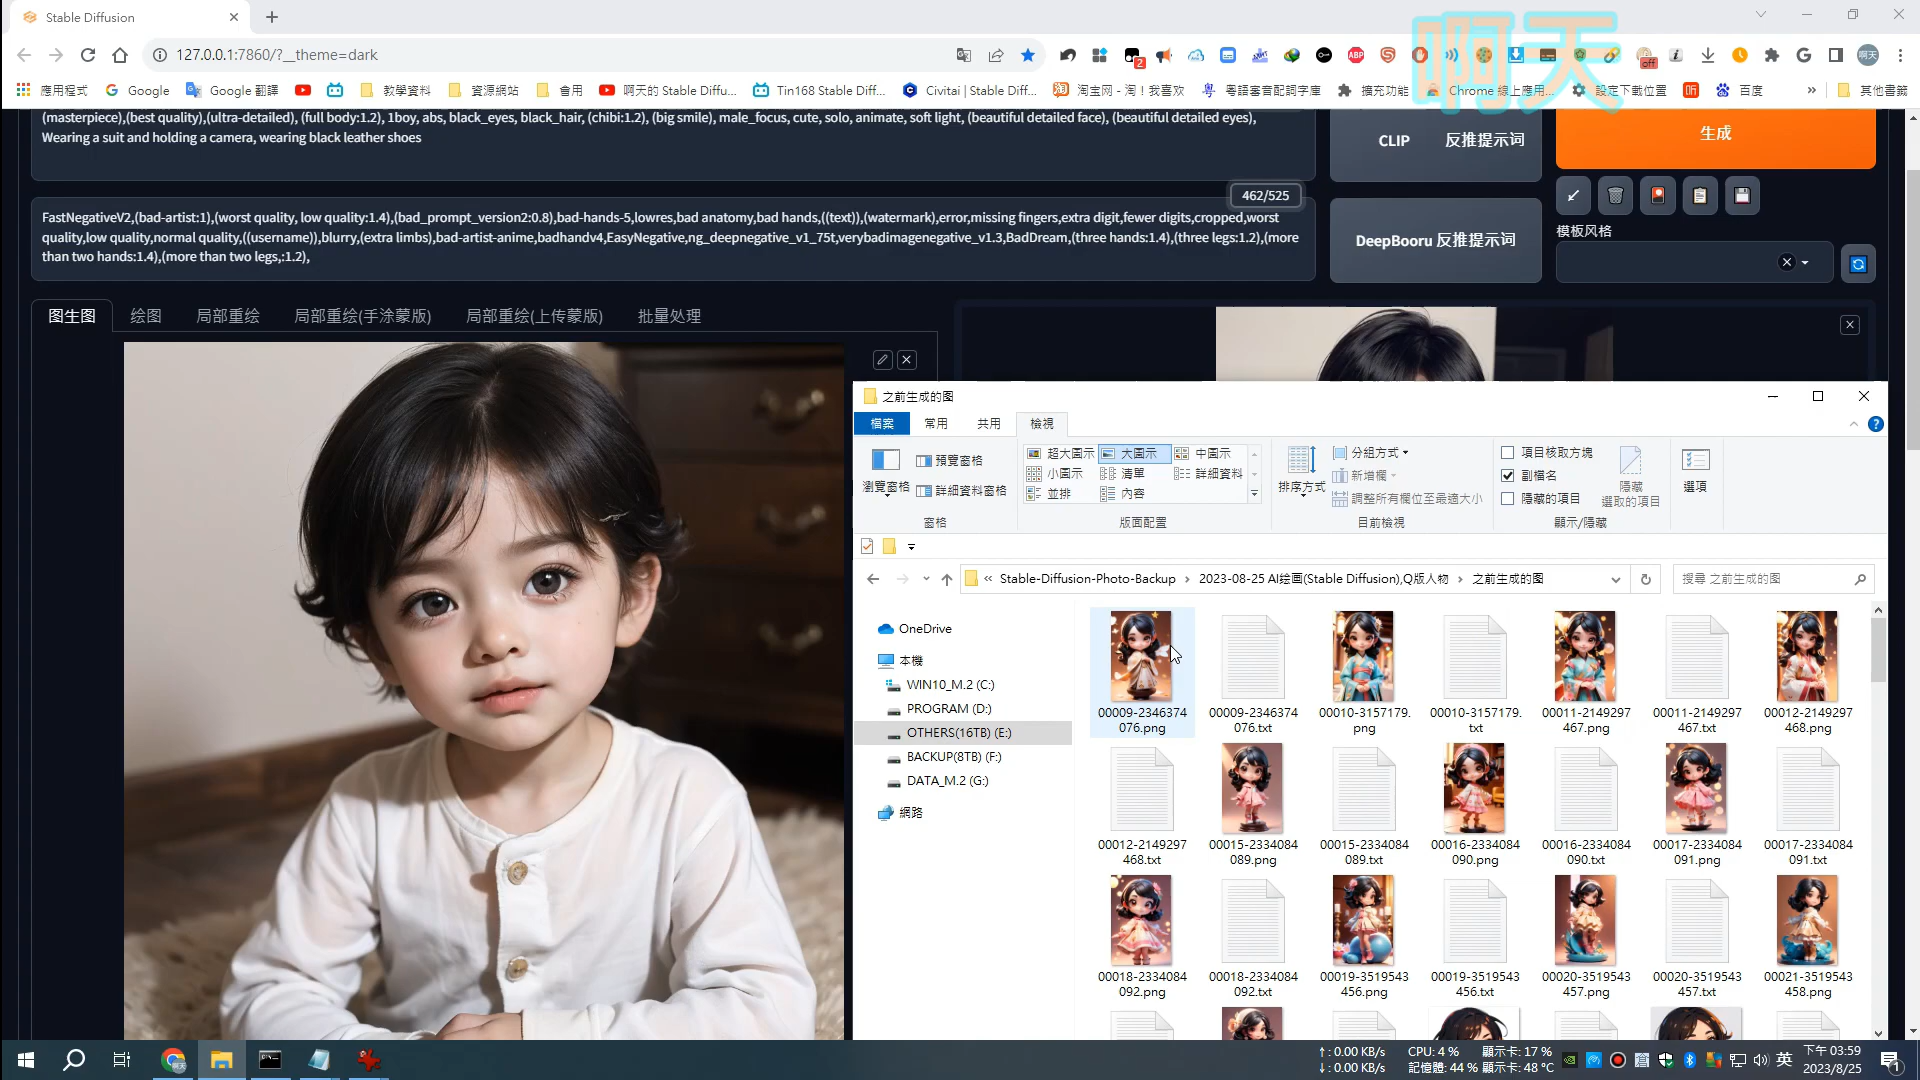 Stable Diffusion
啊天
127.0.0.1:7860/?__theme=dark
2
ABP
off
啊天
應用程式
Google
Google 翻譯
教學資料
資源網站
會用
啊天的 Stable Diffu...
Tin168 Stable Diff...
Civitai | Stable Diff...
淘宝网 - 淘！我喜欢
粵語審音配詞字庫
擴充功能
Chrome 線上應用...
設定下載位置
百度
»
其他書籤
(masterpiece),(best quality),(ultra-detailed), (full body:1.2), 1boy, abs, black_eyes, black_hair, (chibi:1.2), (big smile), male_focus, cute, solo, animate, soft light, (beautiful detailed face), (beautiful detailed eyes),
Wearing a suit and holding a camera, wearing black leather shoes
CLIP 反推提示词
生成
462/525
FastNegativeV2,(bad-artist:1),(worst quality, low quality:1.4),(bad_prompt_version2:0.8),bad-hands-5,lowres,bad anatomy,bad hands,((text)),(watermark),error,missing fingers,extra digit,fewer digits,cropped,worst
quality,low quality,normal quality,((username)),blurry,(extra limbs),bad-artist-anime,badhandv4,EasyNegative,ng_deepnegative_v1_75t,verybadimagenegative_v1.3,BadDream,(three hands:1.4),(three legs:1.2),(more
than two hands:1.4),(more than two legs,:1.2),
DeepBooru 反推提示词
模板风格
图生图
绘图
局部重绘
局部重绘(手涂蒙版)
局部重绘(上传蒙版)
批量处理
之前生成的图
檔案
常用
共用
檢視
瀏覽窗格
預覽窗格
詳細資料窗格
窗格
超大圖示
大圖示
中圖示
小圖示
清單
詳細資料
並排
內容
版面配置
排序方式
分組方式
新增欄
調整所有欄位至最適大小
目前檢視
項目核取方塊
副檔名
隱藏的項目
隱藏
選取的項目
顯示/隱藏
選項
« Stable-Diffusion-Photo-Backup › 2023-08-25 AI绘画(Stable Diffusion),Q版人物 › 之前生成的图
搜尋 之前生成的图
OneDrive
本機
WIN10_M.2 (C:)
PROGRAM (D:)
OTHERS(16TB) (E:)
BACKUP(8TB) (F:)
DATA_M.2 (G:)
網路
00009-2346374
076.png
00009-2346374
076.txt
00010-3157179.
png
00010-3157179.
txt
00011-2149297
467.png
00011-2149297
467.txt
00012-2149297
468.png
00012-2149297
468.txt
00015-2334084
089.png
00015-2334084
089.txt
00016-2334084
090.png
00016-2334084
090.txt
00017-2334084
091.png
00017-2334084
091.txt
00018-2334084
092.png
00018-2334084
092.txt
00019-3519543
456.png
00019-3519543
456.txt
00020-3519543
457.png
00020-3519543
457.txt
00021-3519543
458.png
↑: 0.00 KB/s
↓: 0.00 KB/s
CPU: 4 % 顯示卡: 17 %
記憶體: 44 % 顯示卡: 48 °C
英
下午 03:59
2023/8/25
1